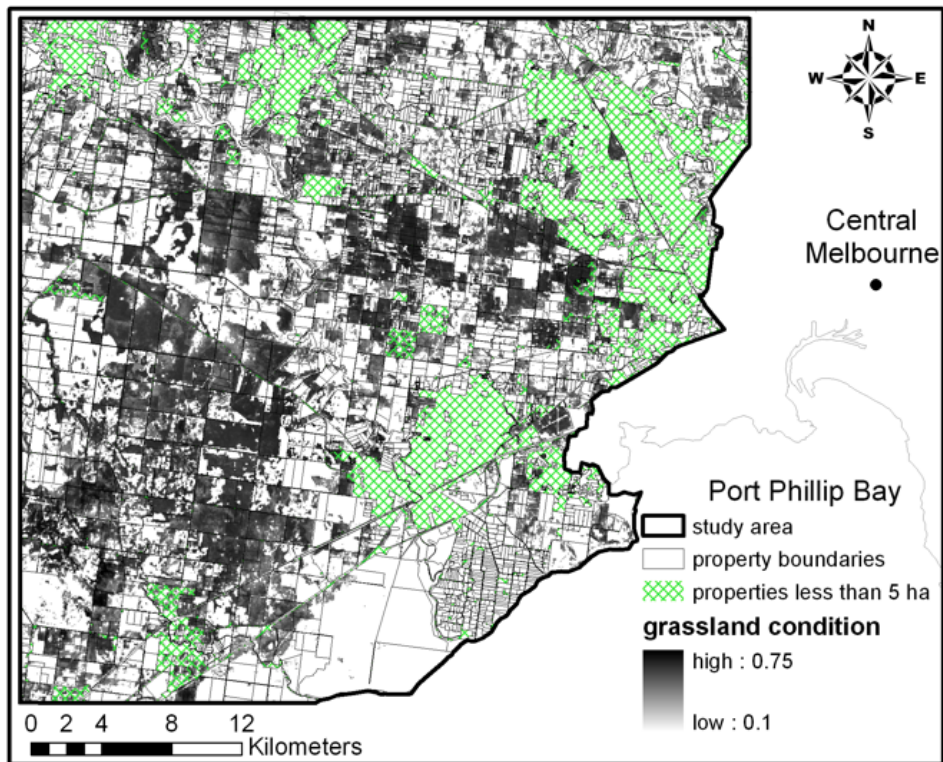 N
W E
S
Central
Melbourne
Port Phillip Bay
study area
property boundaries
properties less than 5 ha
grassland condition
high : 0.75
low : 0.1
0 2 4 8 12
Kilometers